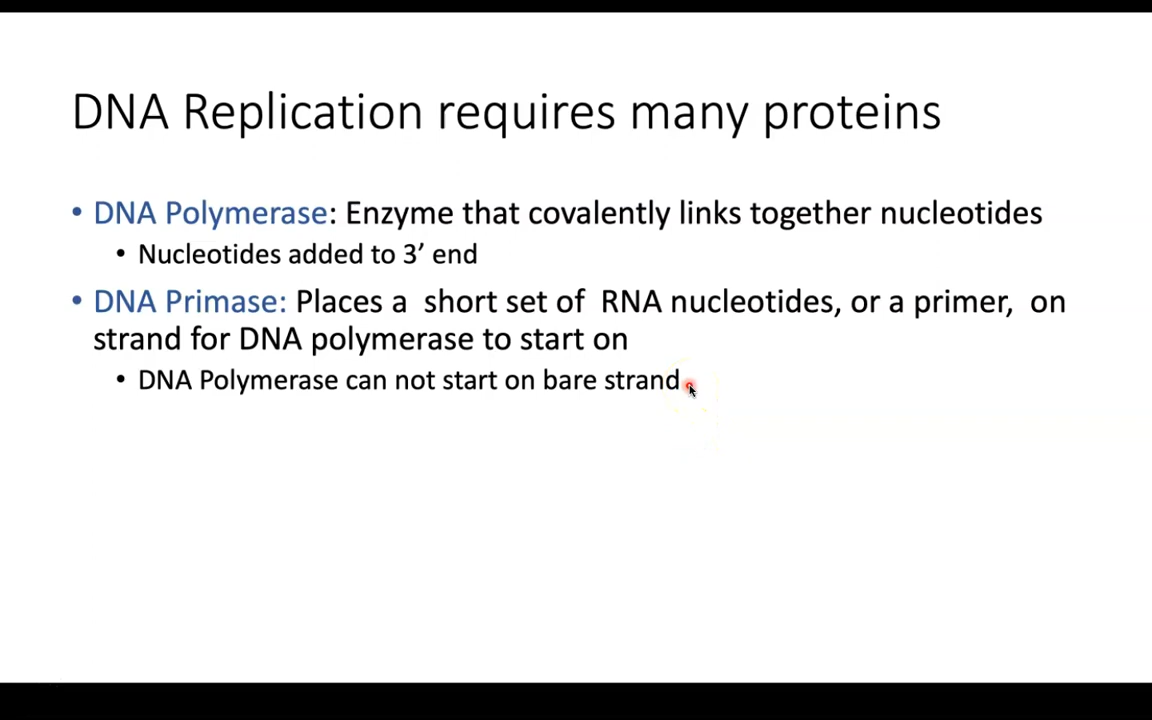 DNA Replication requires many proteins
• DNA Polymerase: Enzyme that covalently links together nucleotides
• Nucleotides added to 3’ end
• DNA Primase: Places a short set of RNA nucleotides, or a primer, on
strand for DNA polymerase to start on
• DNA Polymerase can not start on bare strand